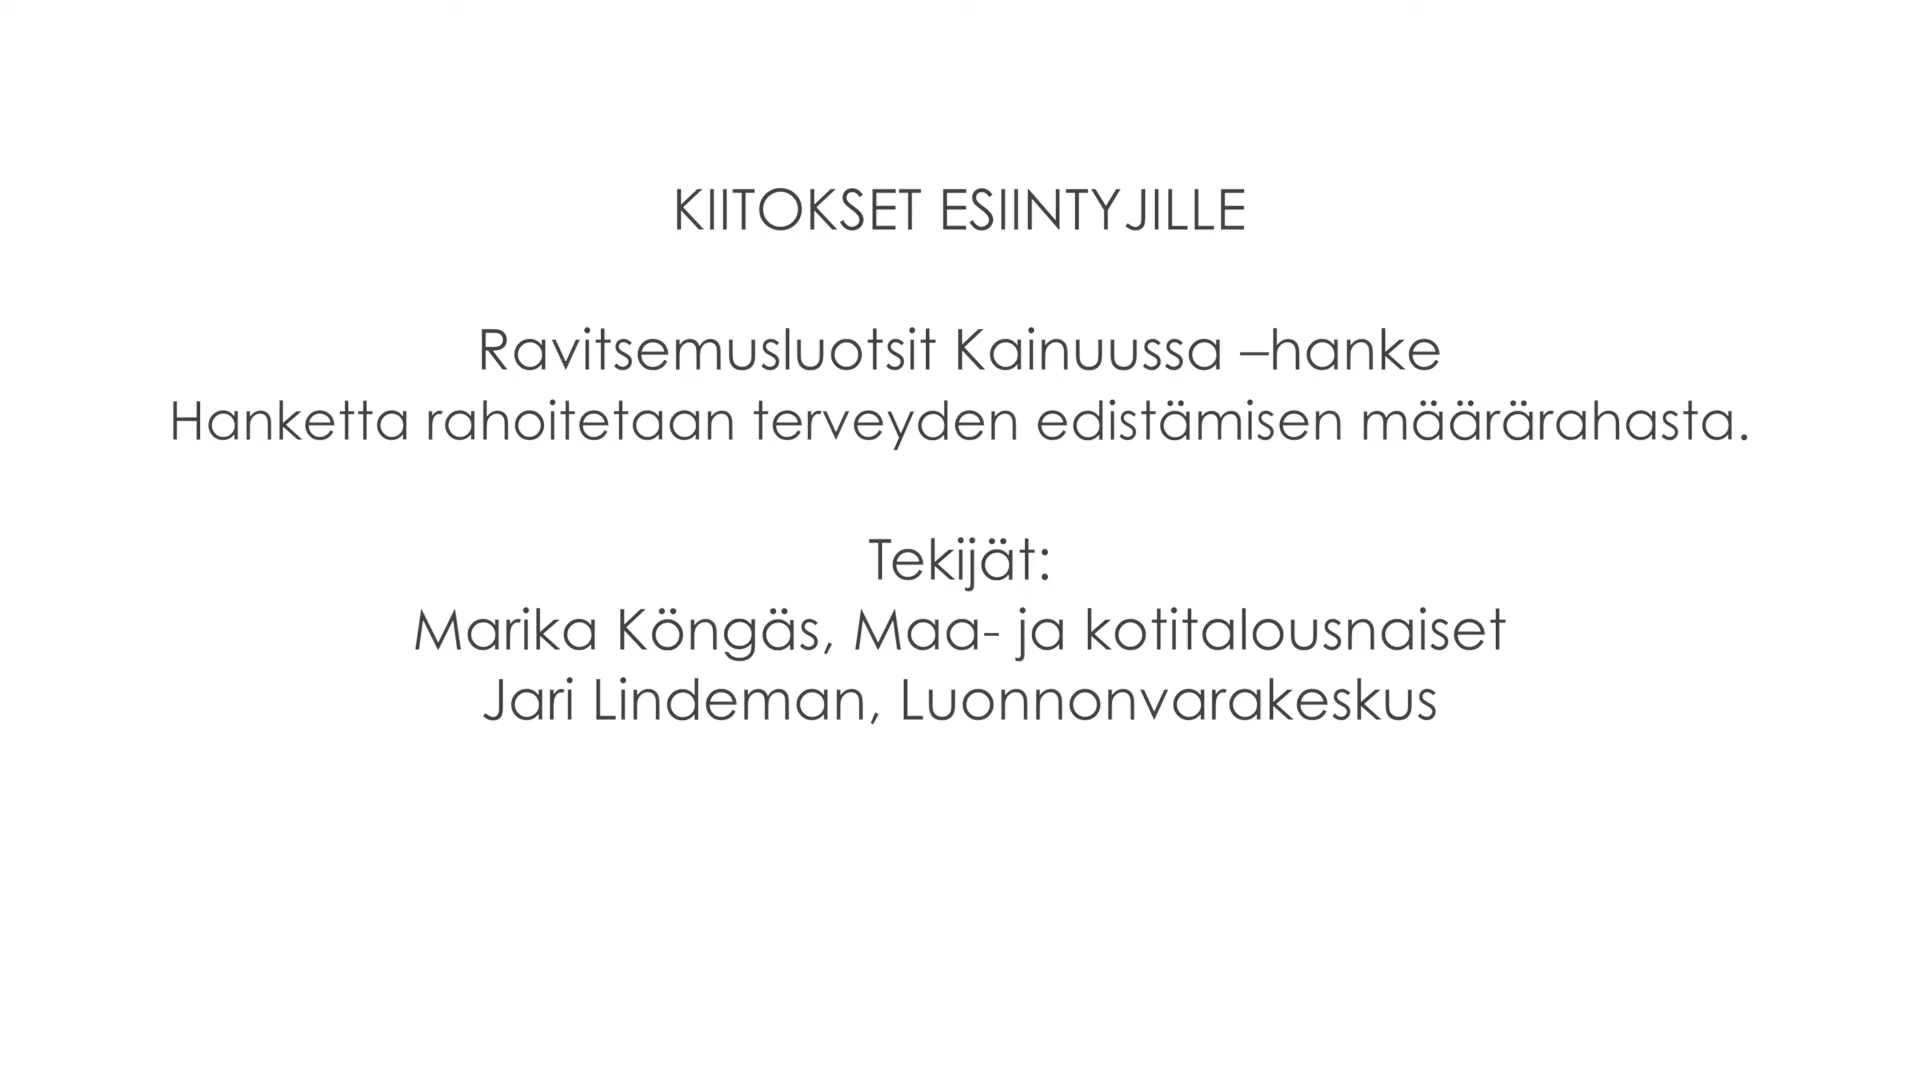 KIITOKSET ESIINTYJILLE
Ravitsemusluotsit Kainuussa –hanke
Hanketta rahoitetaan terveyden edistämisen määrärahasta.
Tekijät:
Marika Köngäs, Maa- ja kotitalousnaiset
Jari Lindeman, Luonnonvarakeskus